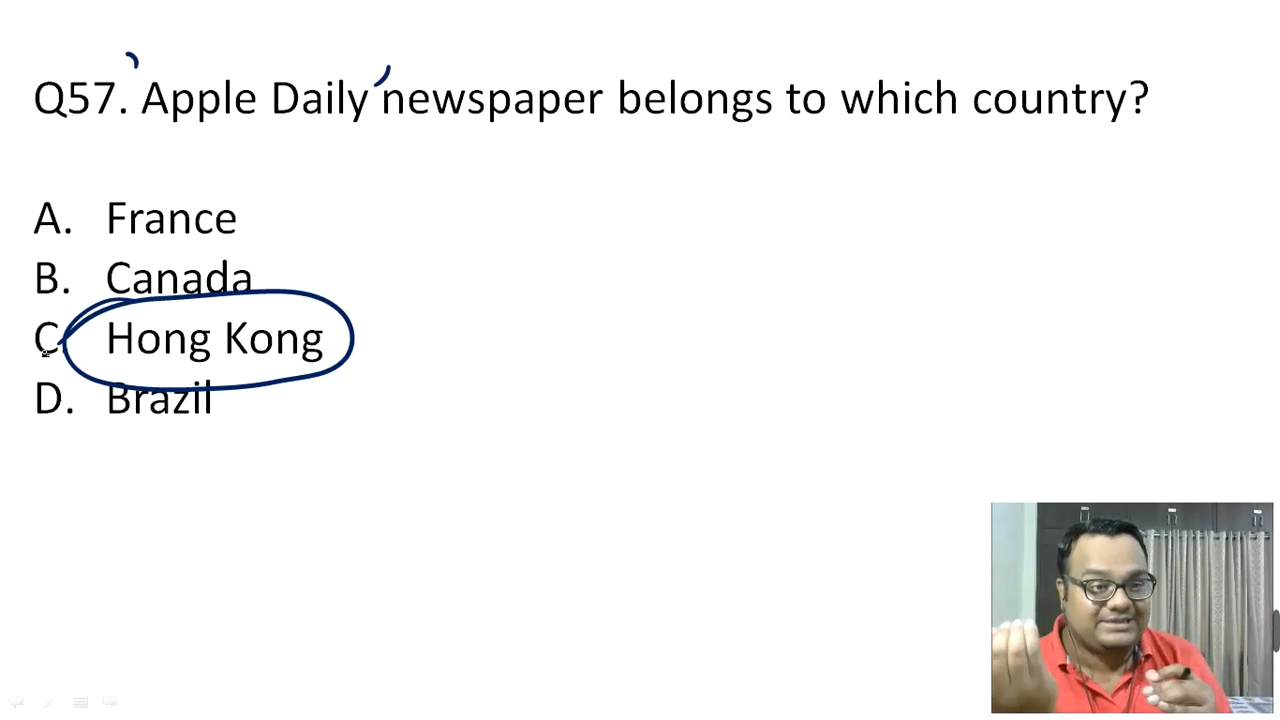 Q57. Apple Daily newspaper belongs to which country?
A. France
B. Canada
C. Hong Kong
D. Brazil